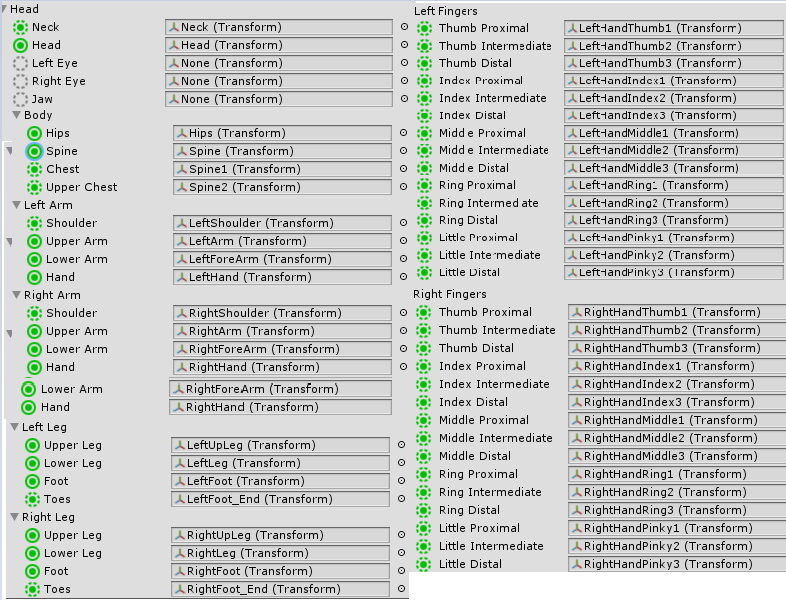 Head
Neck Neck (Transform)
Head Head (Transform)
Left Eye None (Transform)
Right Eye None (Transform)
Jaw None (Transform)
Body
Hips Hips (Transform)
Spine Spine (Transform)
Chest Spine1 (Transform)
Upper Chest Spine2 (Transform)
Left Arm
Shoulder LeftShoulder (Transform)
Upper Arm LeftArm (Transform)
Lower Arm LeftForeArm (Transform)
Hand LeftHand (Transform)
Right Arm
Shoulder RightShoulder (Transform)
Upper Arm RightArm (Transform)
Lower Arm RightForeArm (Transform)
Hand RightHand (Transform)
Lower Arm RightForeArm (Transform)
Hand RightHand (Transform)
Left Leg
Upper Leg LeftUpLeg (Transform)
Lower Leg LeftLeg (Transform)
Foot LeftFoot (Transform)
Toes LeftFoot_End (Transform)
Right Leg
Upper Leg RightUpLeg (Transform)
Lower Leg RightLeg (Transform)
Foot RightFoot (Transform)
Toes RightFoot_End (Transform)
Left Fingers
Thumb Proximal LeftHandThumb1 (Transform)
Thumb Intermediate LeftHandThumb2 (Transform)
Thumb Distal LeftHandThumb3 (Transform)
Index Proximal LeftHandIndex1 (Transform)
Index Intermediate LeftHandIndex2 (Transform)
Index Distal LeftHandIndex3 (Transform)
Middle Proximal LeftHandMiddle1 (Transform)
Middle Intermediate LeftHandMiddle2 (Transform)
Middle Distal LeftHandMiddle3 (Transform)
Ring Proximal LeftHandRing1 (Transform)
Ring Intermediate LeftHandRing2 (Transform)
Ring Distal LeftHandRing3 (Transform)
Little Proximal LeftHandPinky1 (Transform)
Little Intermediate LeftHandPinky2 (Transform)
Little Distal LeftHandPinky3 (Transform)
Right Fingers
Thumb Proximal RightHandThumb1 (Transform)
Thumb Intermediate RightHandThumb2 (Transform)
Thumb Distal RightHandThumb3 (Transform)
Index Proximal RightHandIndex1 (Transform)
Index Intermediate RightHandIndex2 (Transform)
Index Distal RightHandIndex3 (Transform)
Middle Proximal RightHandMiddle1 (Transform)
Middle Intermediate RightHandMiddle2 (Transform)
Middle Distal RightHandMiddle3 (Transform)
Ring Proximal RightHandRing1 (Transform)
Ring Intermediate RightHandRing2 (Transform)
Ring Distal RightHandRing3 (Transform)
Little Proximal RightHandPinky1 (Transform)
Little Intermediate RightHandPinky2 (Transform)
Little Distal RightHandPinky3 (Transform)